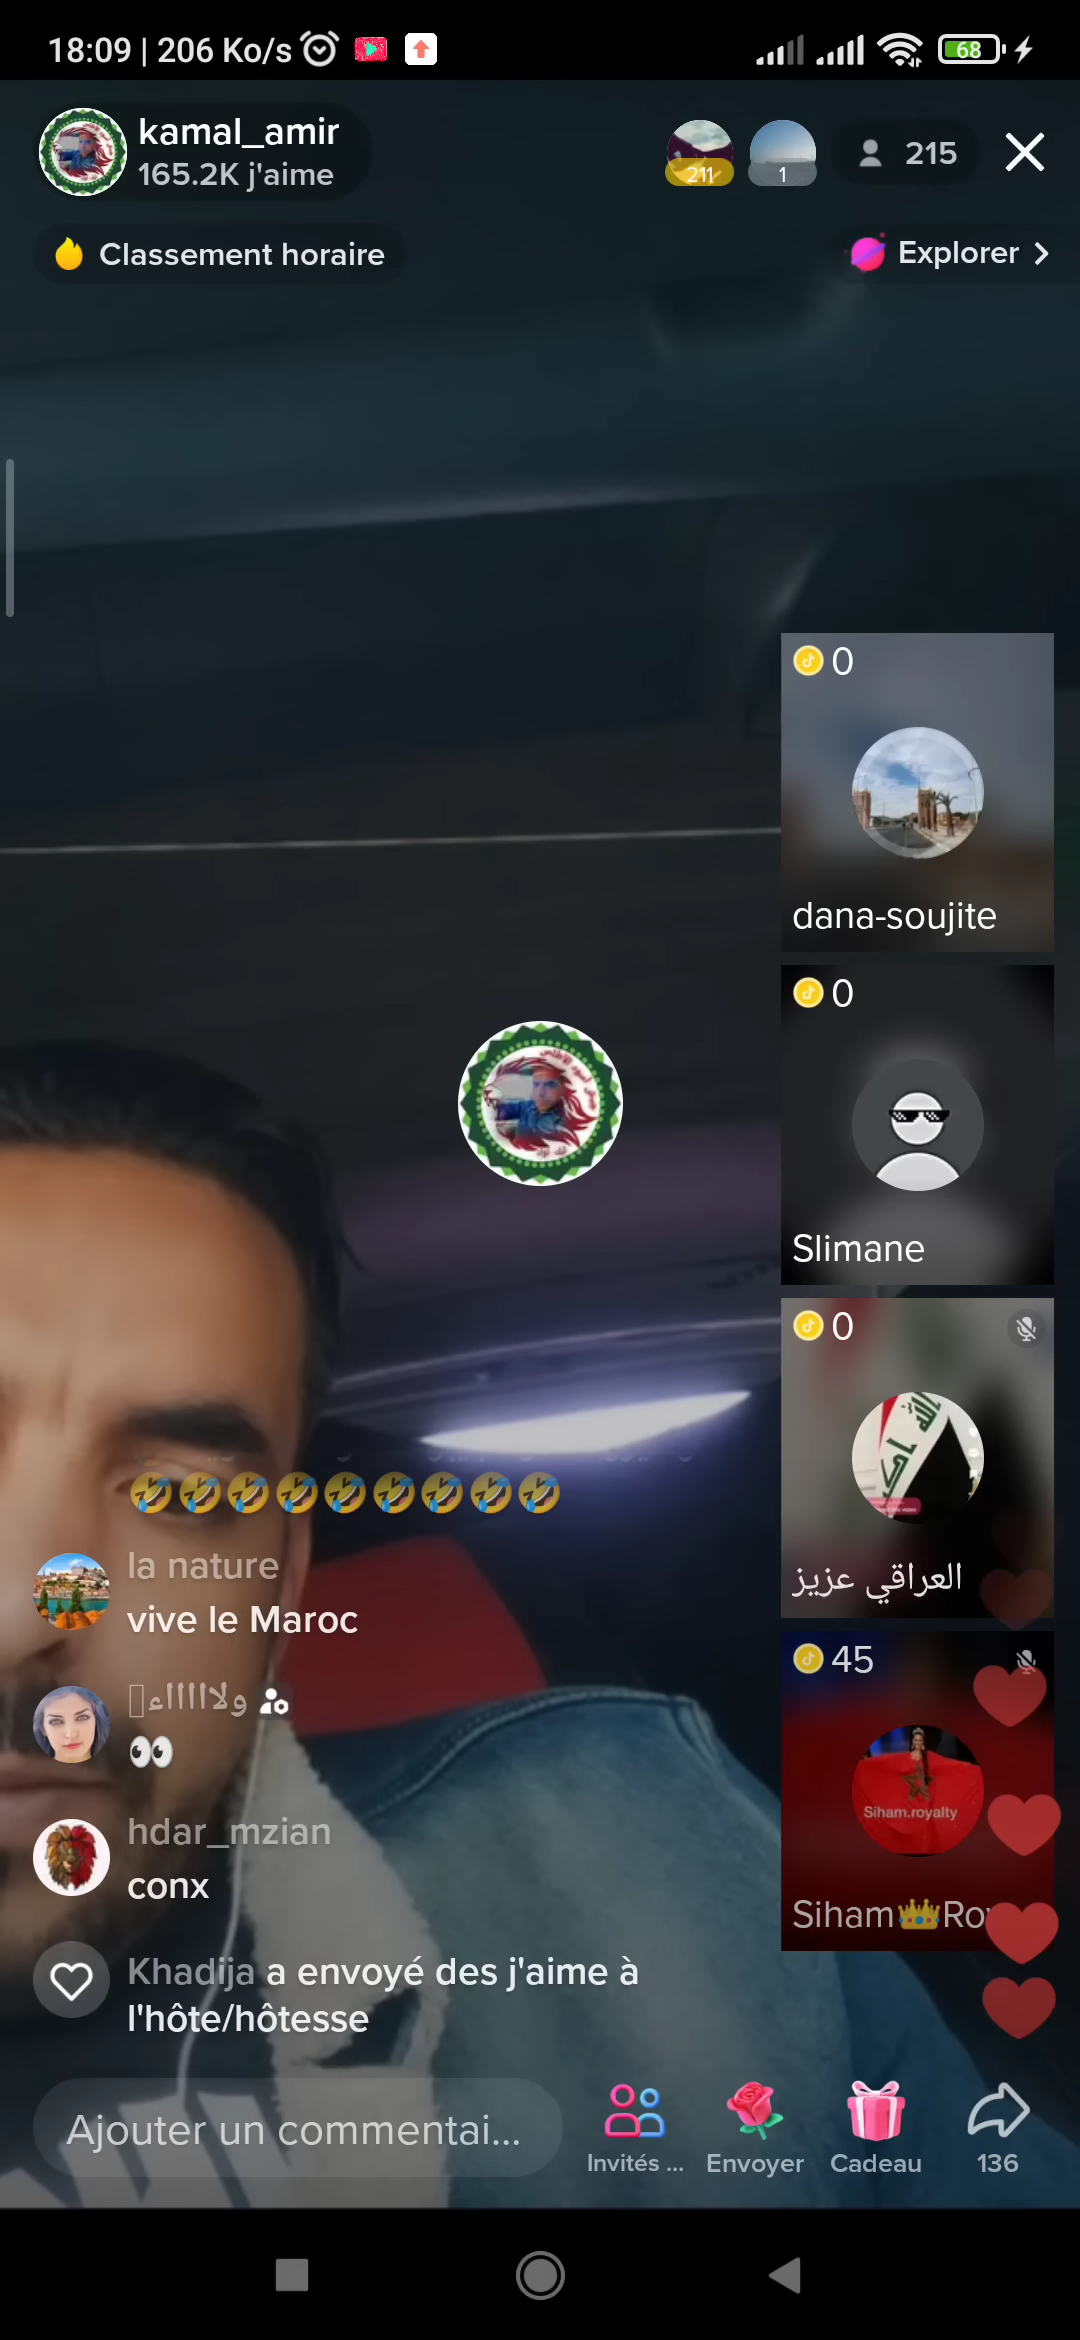 18:09 | 206 Ko/s
68
kamal_amir
165.2K j'aime
211
1
215
Classement horaire
Explorer
0
dana-soujite
0
Slimane
0
العراقي عزيز
45
Siham.royalty
Siham👑Ro
🤣🤣🤣🤣🤣🤣🤣🤣🤣
la nature
vive le Maroc
ولااااااء
👀
hdar_mzian
conx
Khadija a envoyé des j'aime à
l'hôte/hôtesse
Ajouter un commentai...
Invités ...
Envoyer
Cadeau
136